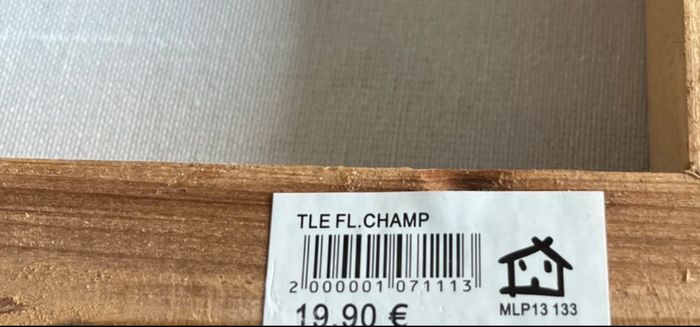 TLE FL.CHAMP
2 000001 071113
MLP13 133
19.90 €